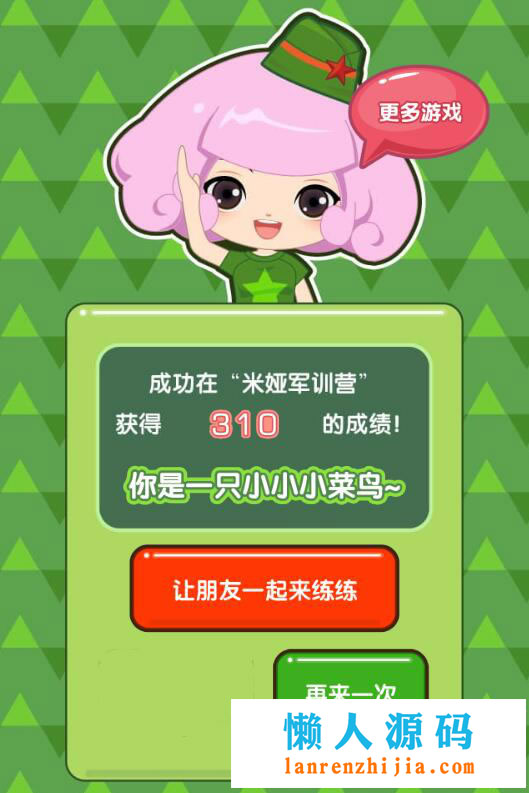 更多游戏
成功在“米娅军训营”
获得 310 的成绩!
你是一只小小小菜鸟~
让朋友一起来练练
再来一次
懒人源码
lanrenzhijia.com